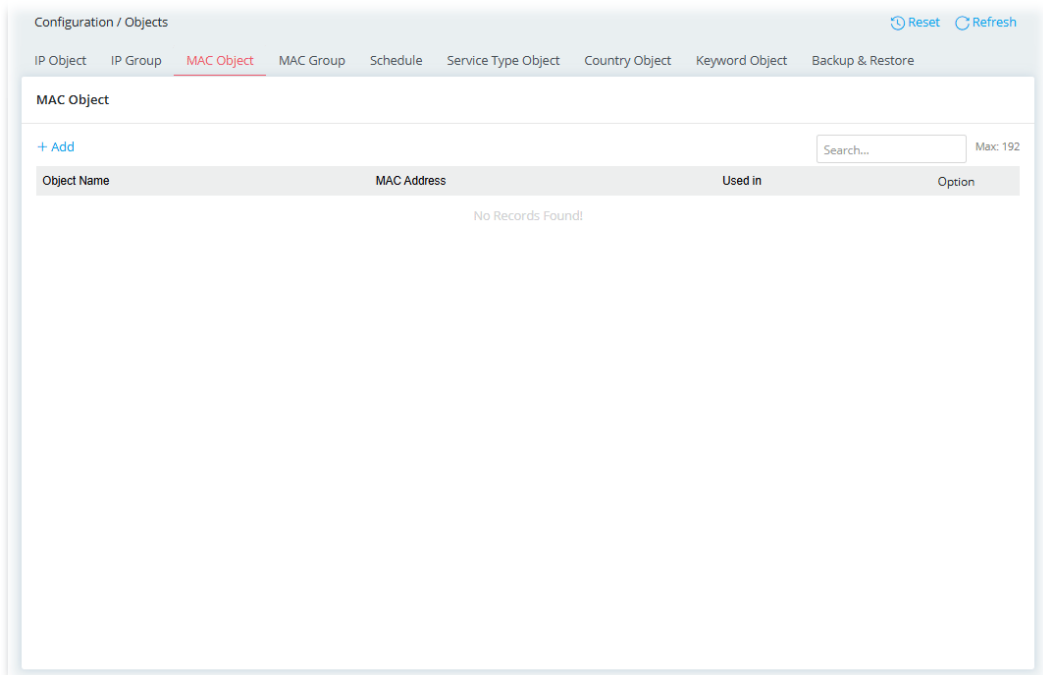 Configuration / Objects Reset Refresh
IP Object IP Group MAC Object MAC Group Schedule Service Type Object Country Object Keyword Object Backup & Restore
MAC Object
+ Add Search... Max: 192
Object Name MAC Address Used in Option
No Records Found!